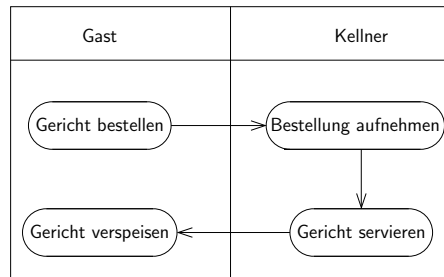 Gast
Kellner
Gericht bestellen
Bestellung aufnehmen
Gericht verspeisen
Gericht servieren